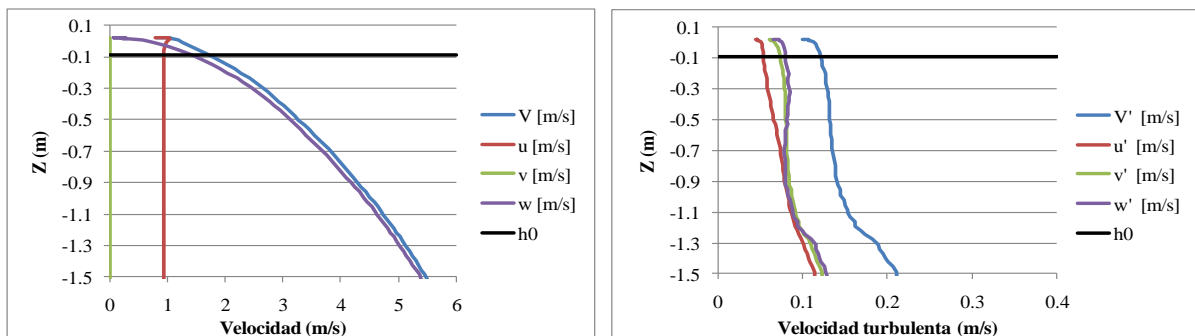 0.1
-0.1
-0.3
-0.5
-0.7
-0.9
-1.1
-1.3
-1.5
Z (m)
0 1 2 3 4 5 6
Velocidad (m/s)
V [m/s]
u [m/s]
v [m/s]
w [m/s]
h0
0.1
-0.1
-0.3
-0.5
-0.7
-0.9
-1.1
-1.3
-1.5
Z (m)
0 0.1 0.2 0.3 0.4
Velocidad turbulenta (m/s)
V' [m/s]
u' [m/s]
v' [m/s]
w' [m/s]
h0